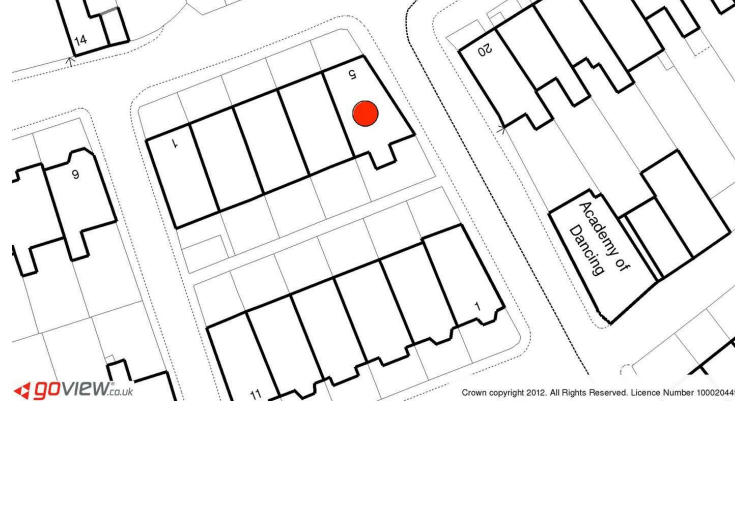 14
5
20
1
9
Academy of
Dancing
1
11
goview.co.uk
Crown copyright 2012. All Rights Reserved. Licence Number 100020449